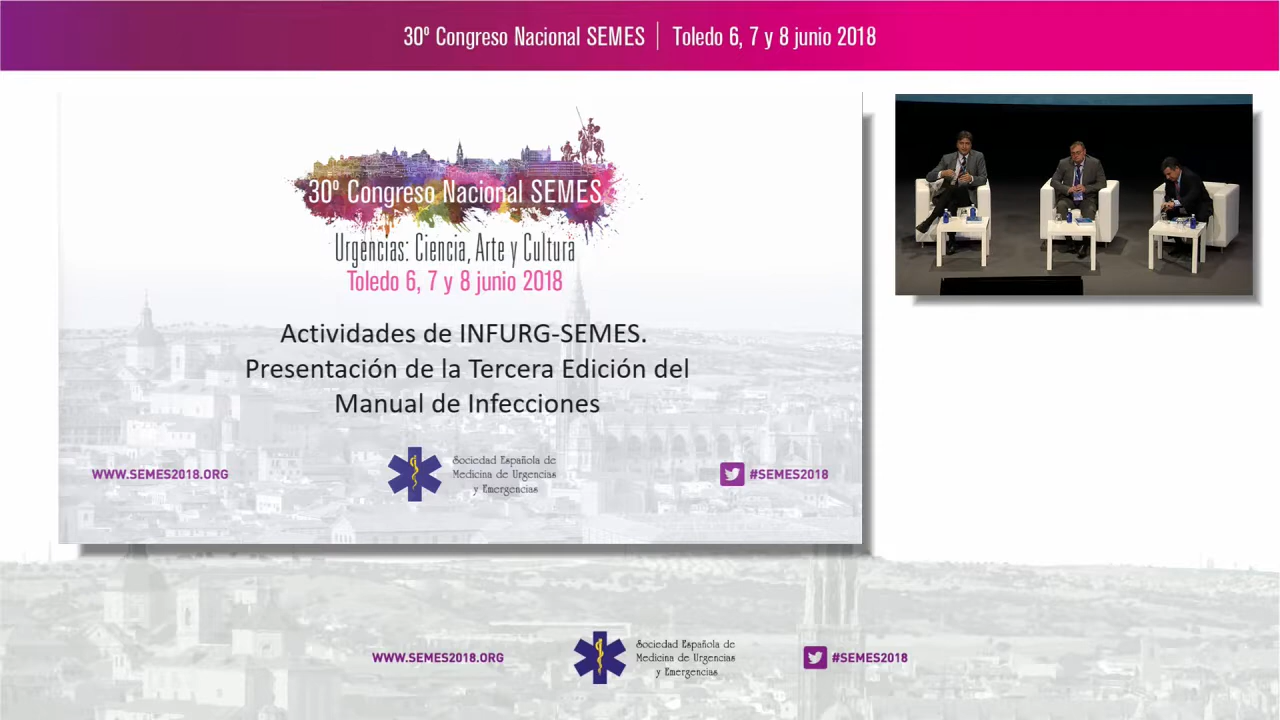 30º Congreso Nacional SEMES | Toledo 6, 7 y 8 junio 2018
30º Congreso Nacional SEMES
Urgencias: Ciencia, Arte y Cultura
Toledo 6, 7 y 8 junio 2018
Actividades de INFURG-SEMES.
Presentación de la Tercera Edición del
Manual de Infecciones
WWW.SEMES2018.ORG
Sociedad Española de
Medicina de Urgencias
y Emergencias
#SEMES2018
WWW.SEMES2018.ORG
Sociedad Española de
Medicina de Urgencias
y Emergencias
#SEMES2018